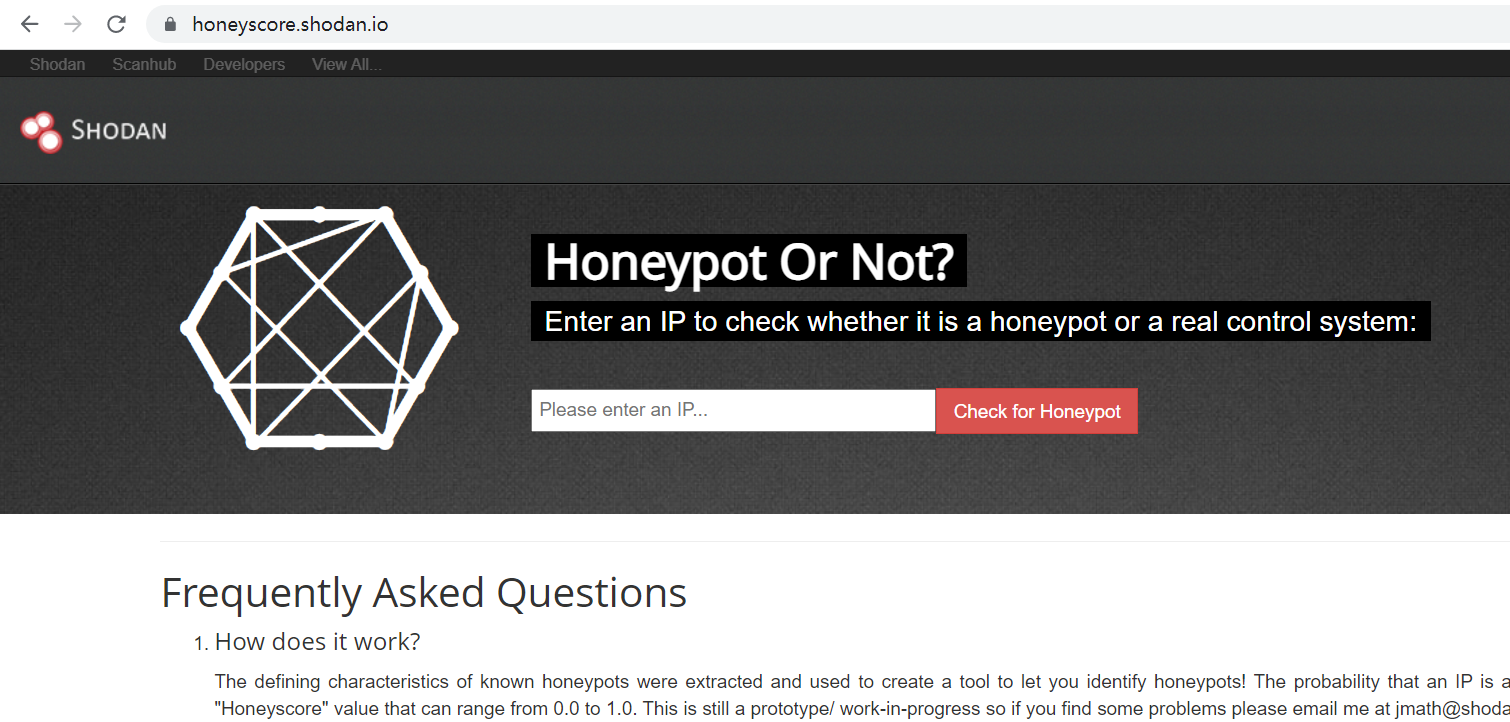 honeyscore.shodan.io
Shodan Scanhub Developers View All...
SHODAN
Honeypot Or Not?
Enter an IP to check whether it is a honeypot or a real control system:
Please enter an IP... Check for Honeypot
Frequently Asked Questions
1. How does it work?
The defining characteristics of known honeypots were extracted and used to create a tool to let you identify honeypots! The probability that an IP is a
"Honeyscore" value that can range from 0.0 to 1.0. This is still a prototype/ work-in-progress so if you find some problems please email me at